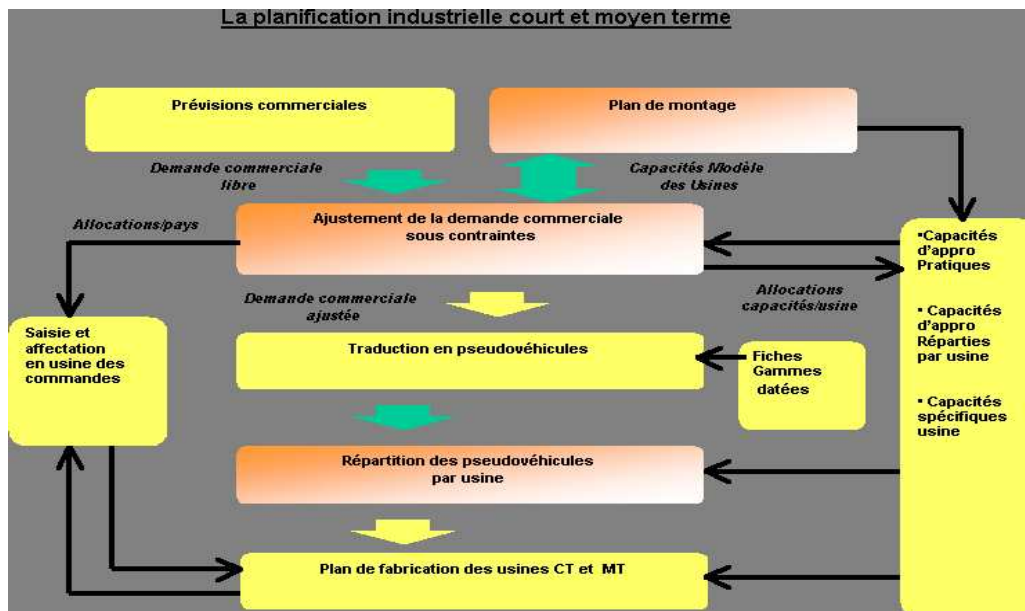 La planification industrielle court et moyen terme
Prévisions commerciales
Plan de montage
Demande commerciale
libre
Capacités Modèle
des Usines
Allocations/pays
Ajustement de la demande commerciale
sous contraintes
▪Capacités
d'appro
Pratiques
▪ Capacités
d'appro
Réparties
par usine
▪ Capacités
spécifiques
usine
Demande commerciale
ajustée
Allocations
capacités/usine
Saisie et
affectation
en usine des
commandes
Traduction en pseudovéhicules
Fiches
Gammes
datées
Répartition des pseudovéhicules
par usine
Plan de fabrication des usines CT et MT